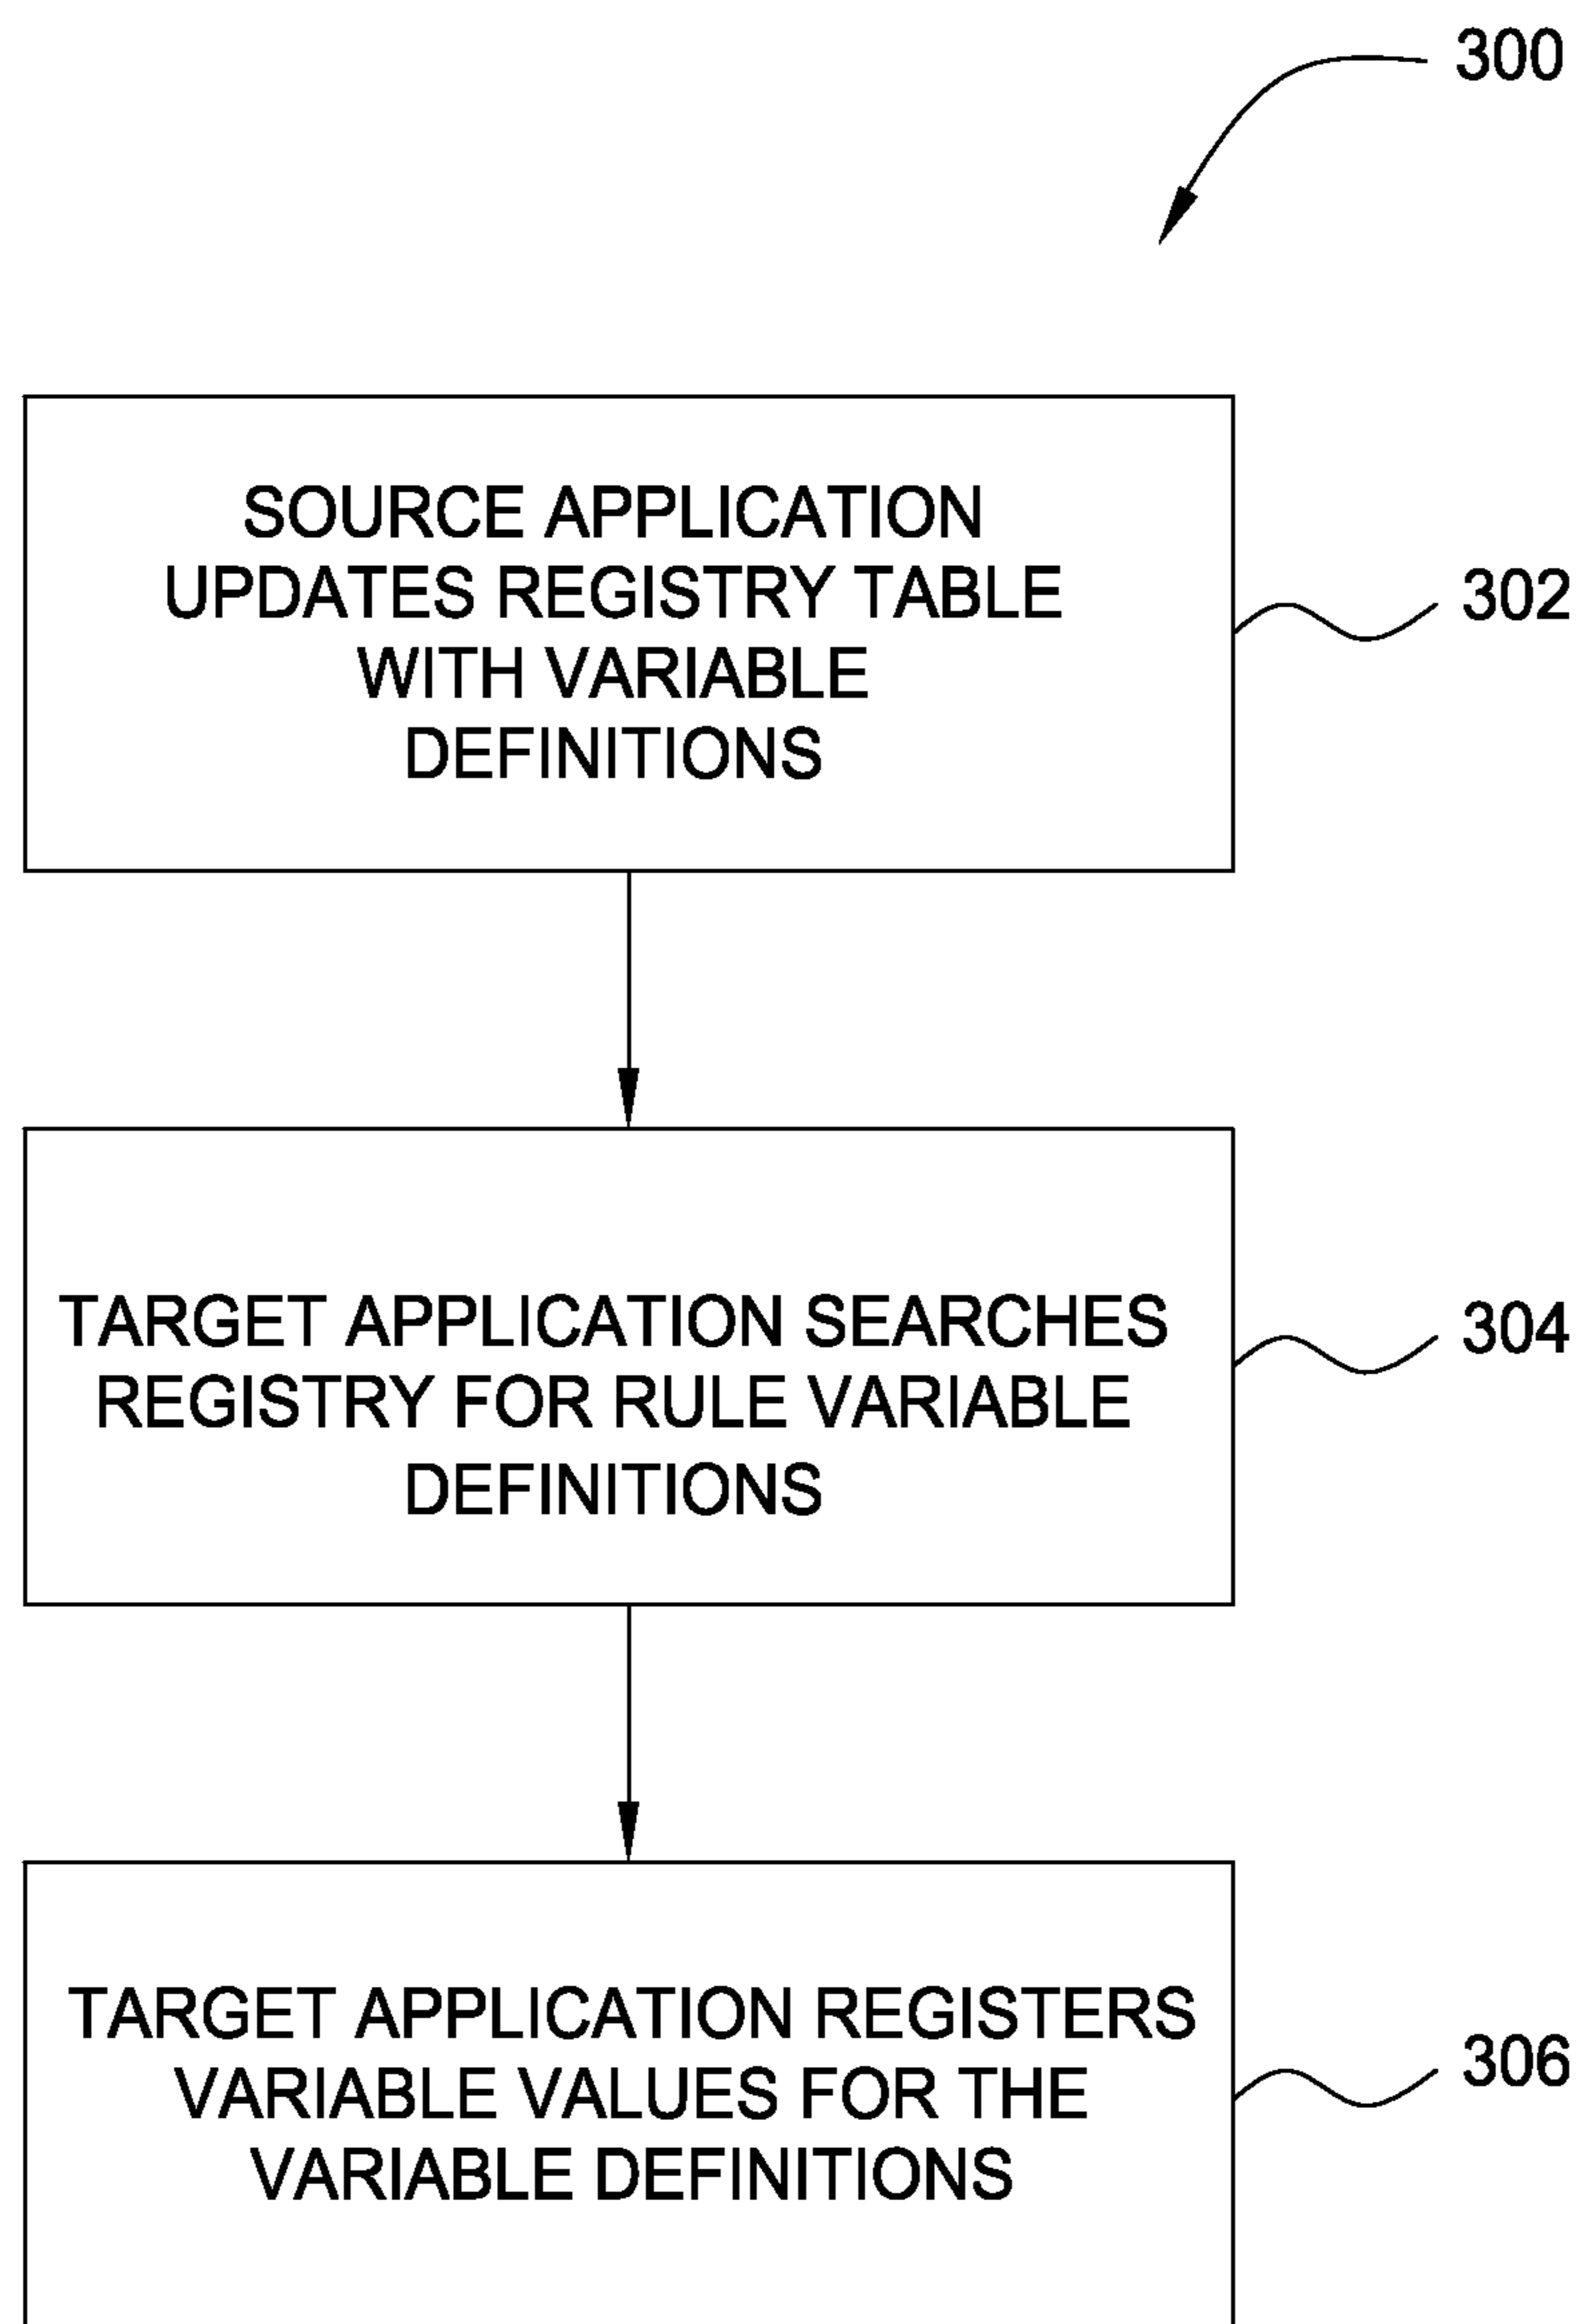 300
SOURCE APPLICATION
UPDATES REGISTRY TABLE
WITH VARIABLE
DEFINITIONS
302
TARGET APPLICATION SEARCHES
REGISTRY FOR RULE VARIABLE
DEFINITIONS
304
TARGET APPLICATION REGISTERS
VARIABLE VALUES FOR THE
VARIABLE DEFINITIONS
306